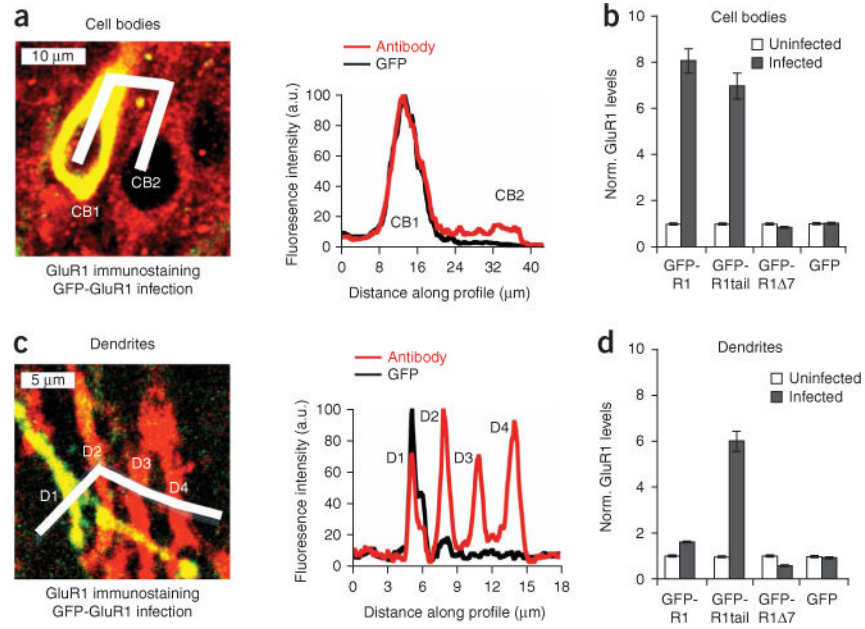 a
Cell bodies
10 μm
CB1
CB2
GluR1 immunostaining
GFP-GluR1 infection
Antibody
GFP
Fluorescence intensity (a.u.)
100
80
60
40
20
0
CB1
CB2
0 8 16 24 32 40
Distance along profile (μm)
b
Cell bodies
Uninfected
Infected
Norm. GluR1 levels
10
8
6
4
2
0
GFP- GFP- GFP- GFP
R1 R1tail R1Δ7
c
Dendrites
5 μm
D1
D2
D3
D4
GluR1 immunostaining
GFP-GluR1 infection
Antibody
GFP
Fluorescence intensity (a.u.)
100
80
60
40
20
0
D1
D2
D3
D4
0 3 6 9 12 15 18
Distance along profile (μm)
d
Dendrites
Uninfected
Infected
Norm. GluR1 levels
10
8
6
4
2
0
GFP- GFP- GFP- GFP
R1 R1tail R1Δ7